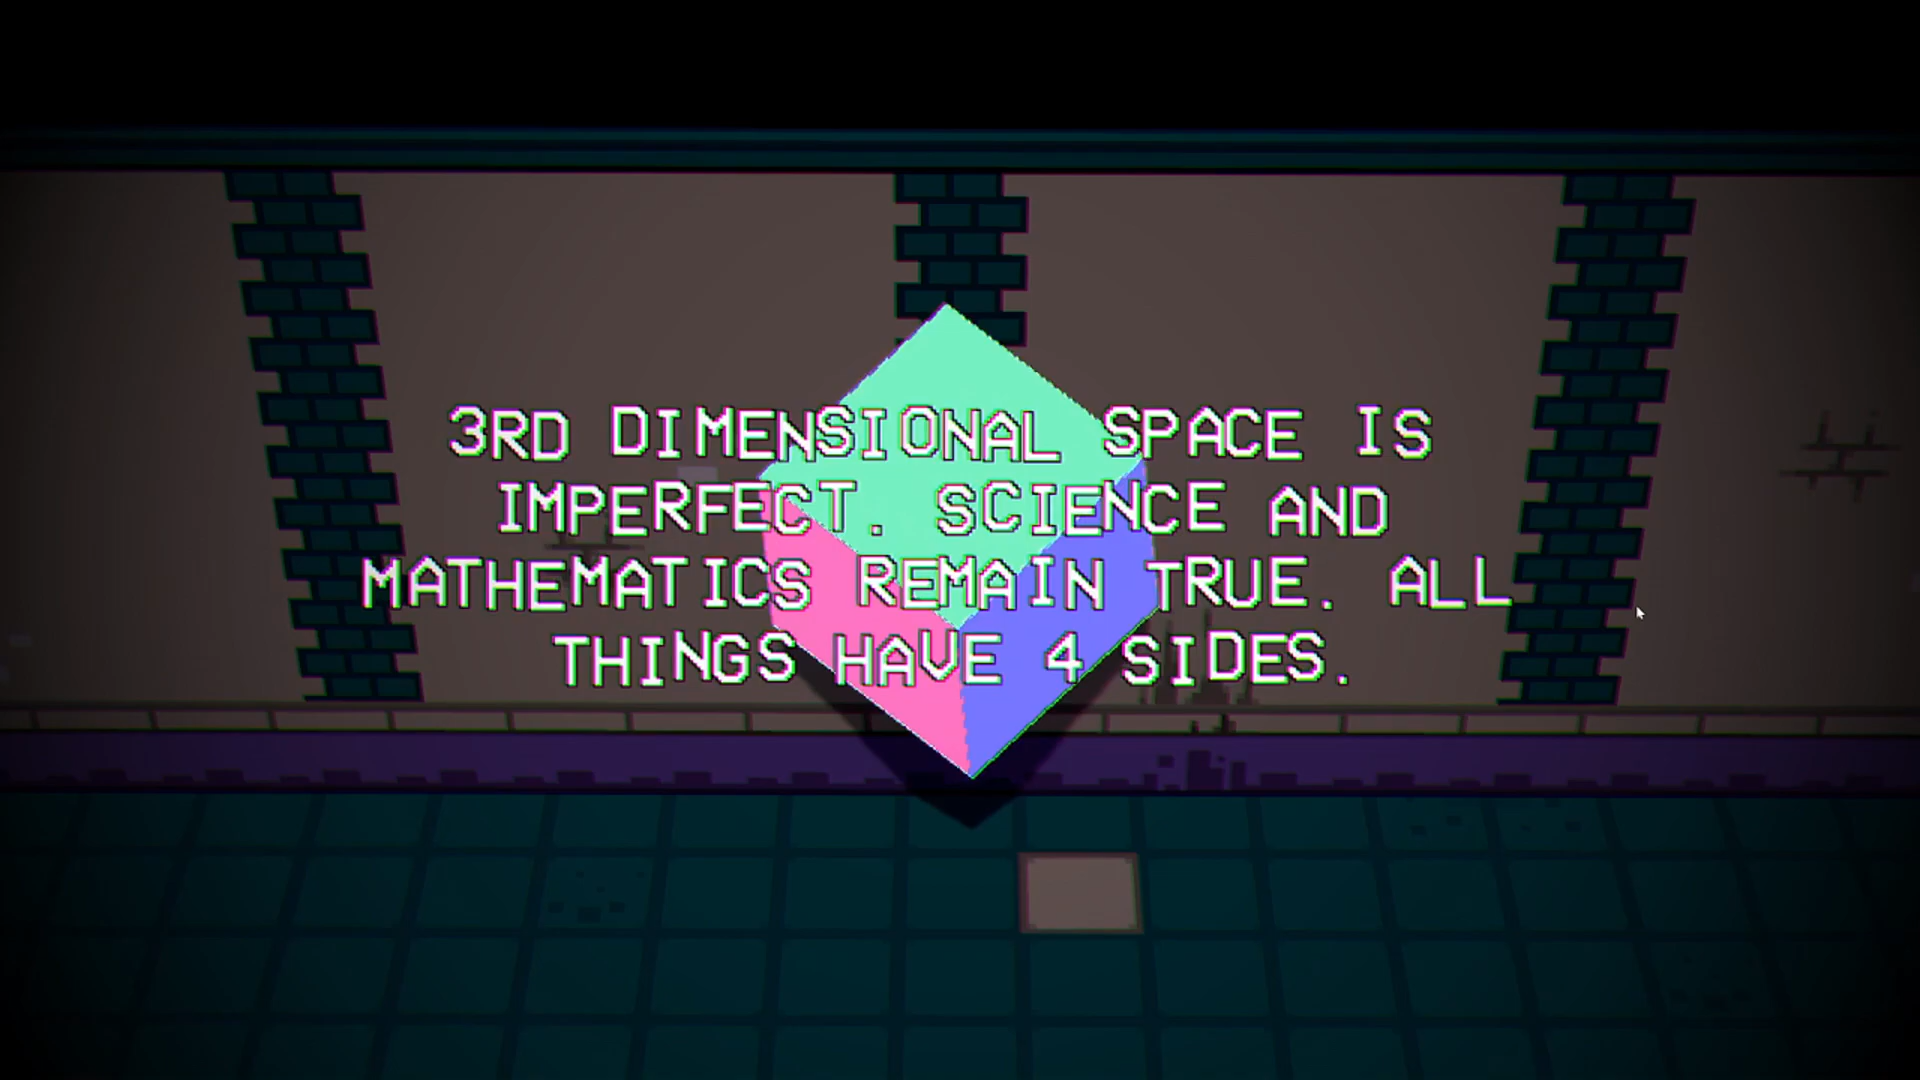 3RD DIMENSIONAL SPACE IS
IMPERFECT. SCIENCE AND
MATHEMATICS REMAIN TRUE. ALL
THINGS HAVE 4 SIDES.